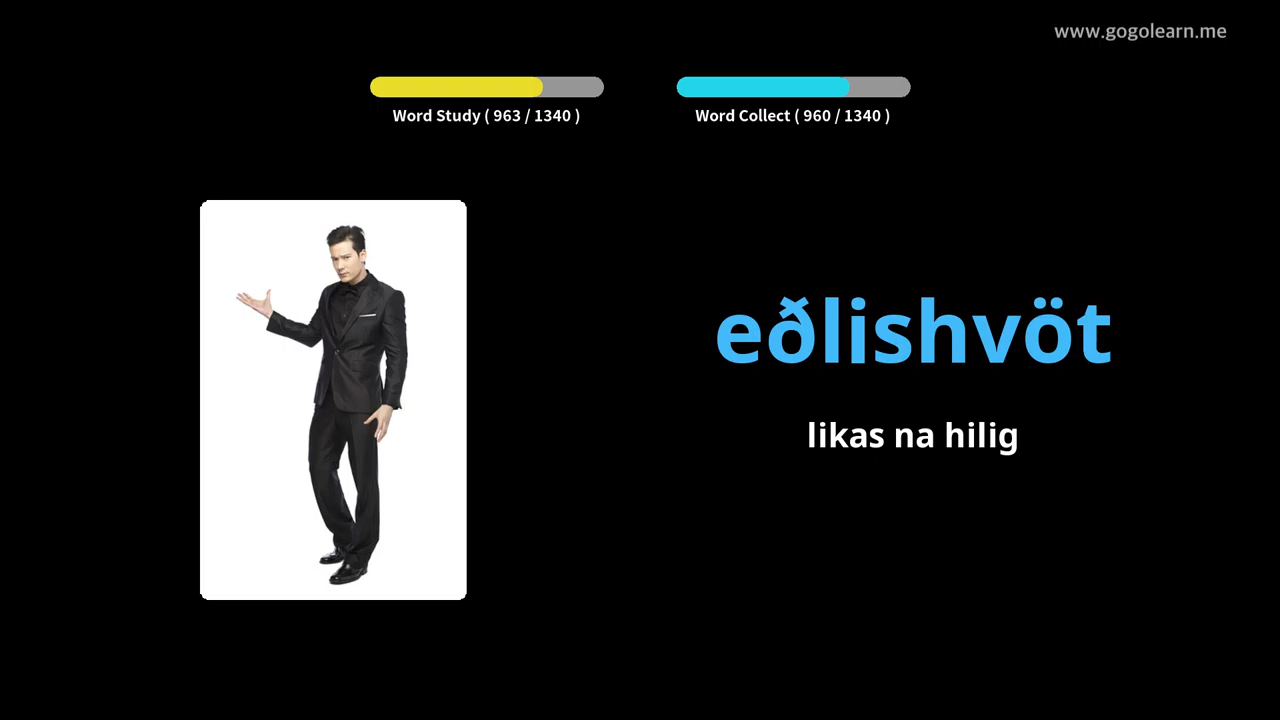 www.gogolearn.me
Word Study ( 963 / 1340 )
Word Collect ( 960 / 1340 )
eðlishvöt
likas na hilig